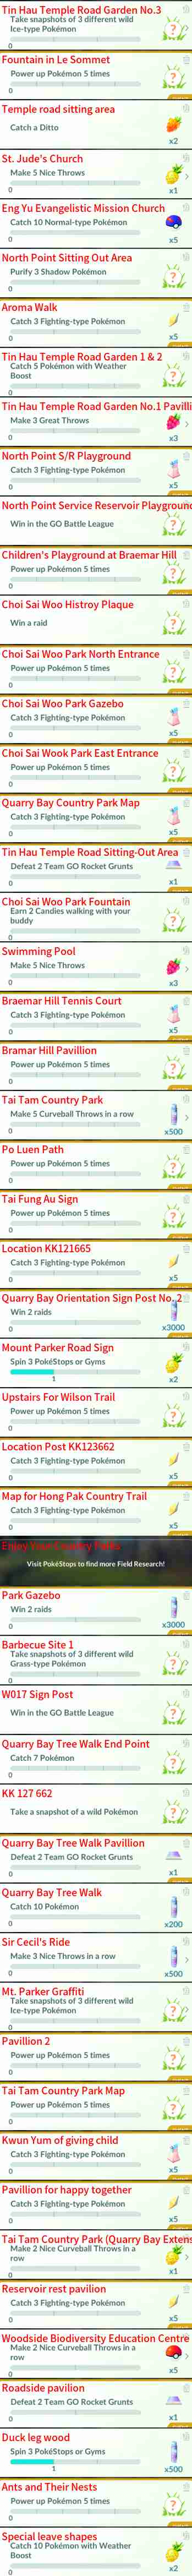 Tin Hau Temple Road Garden No.3
Take snapshots of 3 different wild
Ice-type Pokémon
0
Fountain in Le Sommet
Power up Pokémon 5 times
0
Temple road sitting area
Catch a Ditto
x2
St. Jude's Church
Make 5 Nice Throws
0
x1
Eng Yu Evangelistic Mission Church
Catch 10 Normal-type Pokémon
0
x5
North Point Sitting Out Area
Purify 3 Shadow Pokémon
0
Aroma Walk
Catch 3 Fighting-type Pokémon
0
x5
Tin Hau Temple Road Garden 1 & 2
Catch 5 Pokémon with Weather
Boost
0
Tin Hau Temple Road Garden No.1 Pavilli
Make 3 Great Throws
0
x3
North Point S/R Playground
Catch 3 Fighting-type Pokémon
0
x5
North Point Service Reservoir Playground
Win in the GO Battle League
Children's Playground at Braemar Hill
Power up Pokémon 5 times
0
Choi Sai Woo Histroy Plaque
Win a raid
Choi Sai Woo Park North Entrance
Power up Pokémon 5 times
0
Choi Sai Woo Park Gazebo
Catch 3 Fighting-type Pokémon
0
x5
Choi Sai Wook Park East Entrance
Power up Pokémon 5 times
0
Quarry Bay Country Park Map
Catch 3 Fighting-type Pokémon
0
x5
Tin Hau Temple Road Sitting-Out Area
Defeat 2 Team GO Rocket Grunts
0
x1
Choi Sai Woo Park Fountain
Earn 2 Candies walking with your
buddy
0
Swimming Pool
Make 5 Nice Throws
0
x3
Braemar Hill Tennis Court
Catch 3 Fighting-type Pokémon
0
x5
Bramar Hill Pavillion
Power up Pokémon 5 times
0
Tai Tam Country Park
Make 5 Curveball Throws in a row
0
x500
Po Luen Path
Power up Pokémon 5 times
0
Tai Fung Au Sign
Power up Pokémon 5 times
0
Location KK121665
Catch 3 Fighting-type Pokémon
0
x5
Quarry Bay Orientation Sign Post No. 2
Win 2 raids
0
x3000
Mount Parker Road Sign
Spin 3 PokéStops or Gyms
1
x2
Upstairs For Wilson Trail
Power up Pokémon 5 times
0
Location Post KK123662
Catch 3 Fighting-type Pokémon
0
x5
Map for Hong Pak Country Trail
Catch 3 Fighting-type Pokémon
0
x5
Enjoy Your Country Parks
Visit PokéStops to find more Field Research!
Park Gazebo
Win 2 raids
0
x3000
Barbecue Site 1
Take snapshots of 3 different wild
Grass-type Pokémon
0
W017 Sign Post
Win in the GO Battle League
Quarry Bay Tree Walk End Point
Catch 7 Pokémon
0
KK 127 662
Take a snapshot of a wild Pokémon
Quarry Bay Tree Walk Pavillion
Defeat 2 Team GO Rocket Grunts
0
x1
Quarry Bay Tree Walk
Catch 10 Pokémon
0
x200
Sir Cecil's Ride
Make 3 Nice Throws in a row
0
x500
Mt. Parker Graffiti
Take snapshots of 3 different wild
Ice-type Pokémon
0
Pavillion 2
Power up Pokémon 5 times
0
Tai Tam Country Park Map
Power up Pokémon 5 times
0
Kwun Yum of giving child
Catch 3 Fighting-type Pokémon
0
x5
Pavillion for happy together
Catch 3 Fighting-type Pokémon
0
x5
Tai Tam Country Park (Quarry Bay Extens
Make 2 Nice Curveball Throws in a
row
0
x1
Reservoir rest pavilion
Catch 3 Fighting-type Pokémon
0
x5
Woodside Biodiversity Education Centre
Make 2 Nice Curveball Throws in a
row
0
x5
Roadside pavilion
Defeat 2 Team GO Rocket Grunts
0
x1
Duck leg wood
Spin 3 PokéStops or Gyms
1
x500
Ants and Their Nests
Power up Pokémon 5 times
0
Special leave shapes
Catch 10 Pokémon with Weather
Boost
0
x2